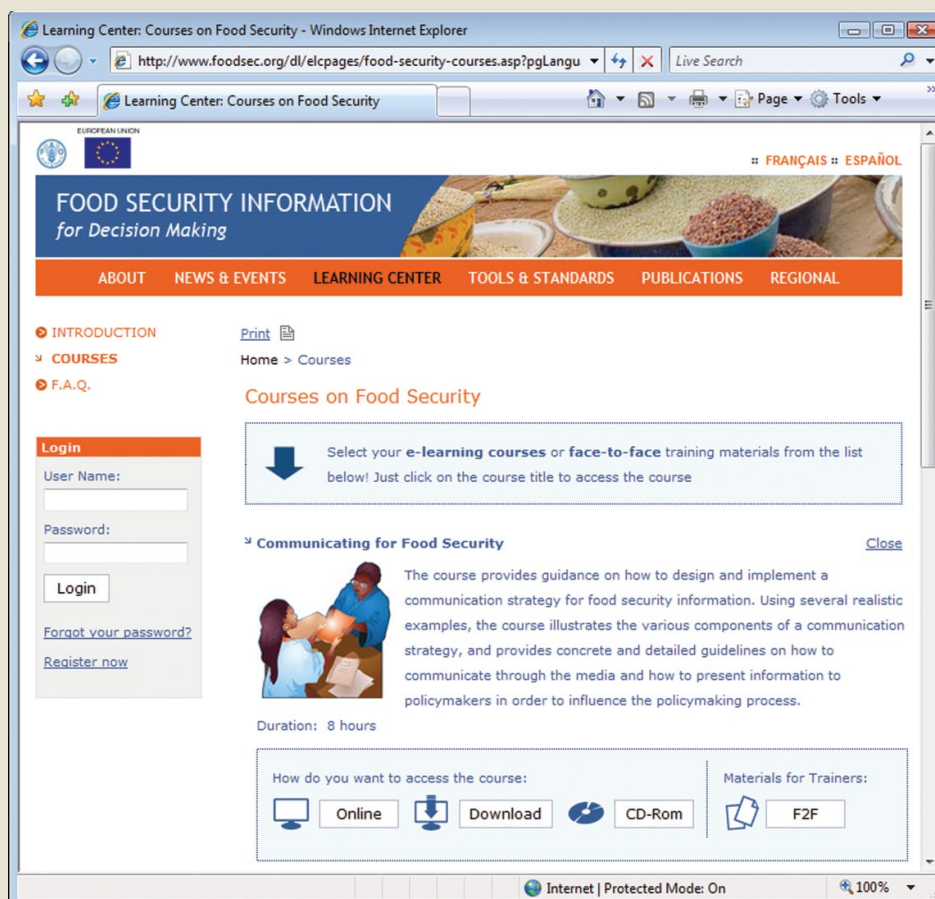 Learning Center: Courses on Food Security - Windows Internet Explorer
http://www.foodsec.org/dl/elcpages/food-security-courses.asp?pgLangu
Live Search
Learning Center: Courses on Food Security
Page
Tools
EUROPEAN UNION
FRANÇAIS
ESPAÑOL
FOOD SECURITY INFORMATION
for Decision Making
ABOUT NEWS & EVENTS LEARNING CENTER TOOLS & STANDARDS PUBLICATIONS REGIONAL
INTRODUCTION
COURSES
F.A.Q.
Print
Home > Courses
Courses on Food Security
Select your e-learning courses or face-to-face training materials from the list
below! Just click on the course title to access the course
Login
User Name:
Password:
Login
Forgot your password?
Register now
Communicating for Food Security
Close
The course provides guidance on how to design and implement a
communication strategy for food security information. Using several realistic
examples, the course illustrates the various components of a communication
strategy, and provides concrete and detailed guidelines on how to
communicate through the media and how to present information to
policymakers in order to influence the policymaking process.
Duration: 8 hours
How do you want to access the course:
Online
Download
CD-Rom
Materials for Trainers:
F2F
Internet | Protected Mode: On
100%